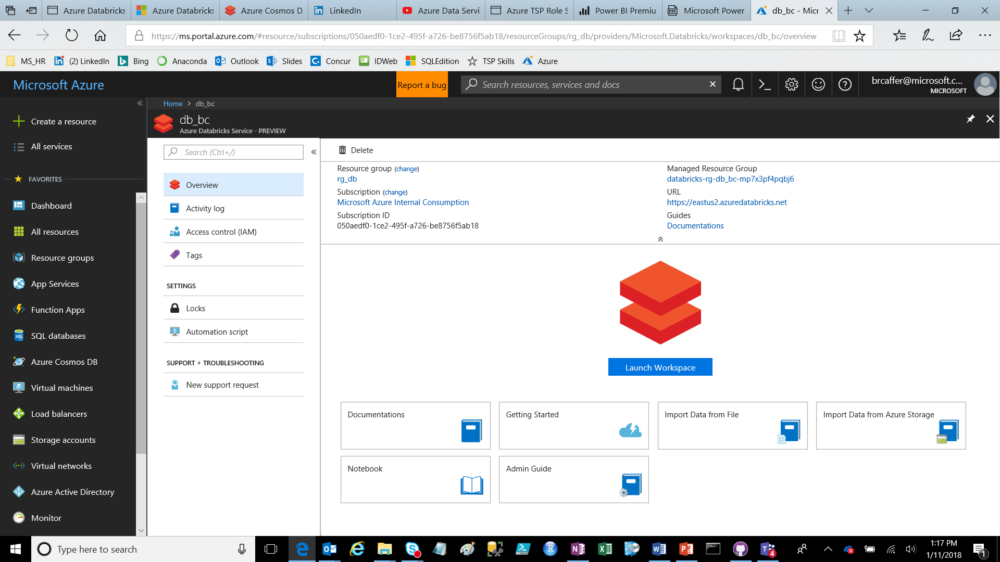 Azure Databricks
Azure Databricks
Azure Cosmos D
LinkedIn
Azure Data Servi
Azure TSP Role S
Power BI Premiu
Microsoft Power
db_bc - Micr
https://ms.portal.azure.com/#resource/subscriptions/050aedf0-1ce2-495f-a726-be8756f5ab18/resourceGroups/rg_db/providers/Microsoft.Databricks/workspaces/db_bc/overview
MS_HR
(2) LinkedIn
Bing
Anaconda
Outlook
Slides
Concur
IDWeb
SQLEdition
TSP Skills
Azure
Microsoft Azure
Report a bug
Search resources, services and docs
brcaffer@microsoft.c...
MICROSOFT
Home > db_bc
db_bc
Azure Databricks Service - PREVIEW
Create a resource
All services
FAVORITES
Dashboard
All resources
Resource groups
App Services
Function Apps
SQL databases
Azure Cosmos DB
Virtual machines
Load balancers
Storage accounts
Virtual networks
Azure Active Directory
Monitor
Search (Ctrl+/)
Overview
Activity log
Access control (IAM)
Tags
SETTINGS
Locks
Automation script
SUPPORT + TROUBLESHOOTING
New support request
Delete
Resource group (change)
rg_db
Subscription (change)
Microsoft Azure Internal Consumption
Subscription ID
050aedf0-1ce2-495f-a726-be8756f5ab18
Managed Resource Group
databricks-rg-db_bc-mp7x3pf4pqbj6
URL
https://eastus2.azuredatabricks.net
Guides
Documentations
Launch Workspace
Documentations
Getting Started
Import Data from File
Import Data from Azure Storage
Notebook
Admin Guide
Type here to search
4
1:17 PM
1/11/2018
1